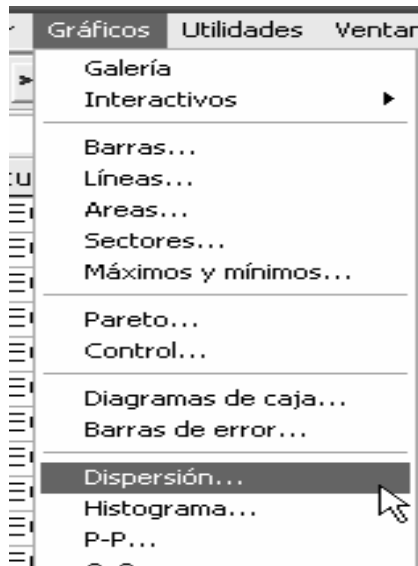 Gráficos Utilidades
Galería
Interactivos
Barras...
Líneas...
Areas...
Sectores...
Máximos y mínimos...
Pareto...
Control...
Diagramas de caja...
Barras de error...
Dispersión...
Histograma...
P-P...